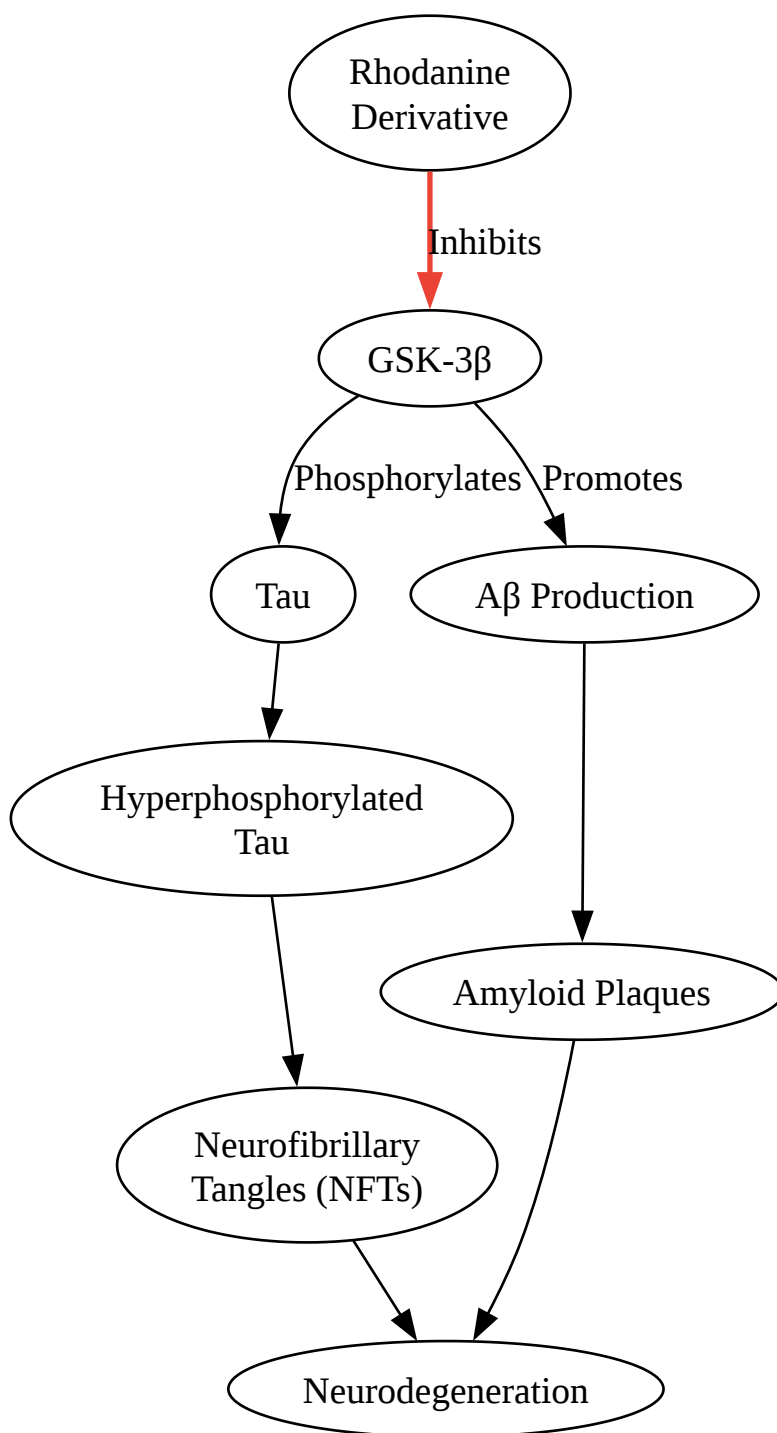 Rhodanine
Derivative
Inhibits
GSK-3β
Phosphorylates
Promotes
Tau
Aβ Production
Hyperphosphorylated
Tau
Amyloid Plaques
Neurofibrillary
Tangles (NFTs)
Neurodegeneration